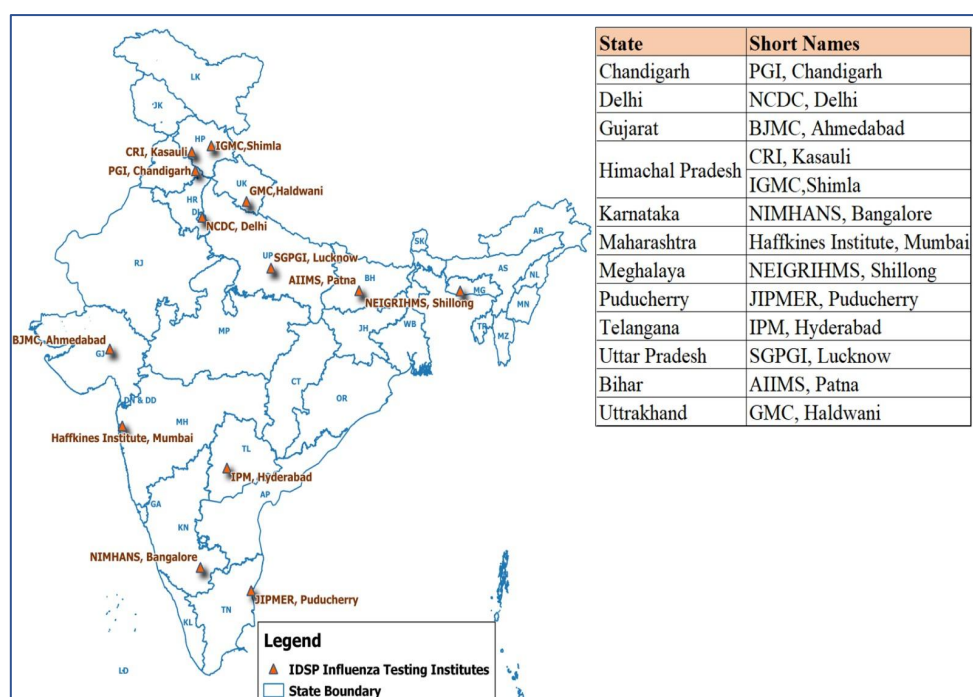 LK
JK
HP
IGMC,Shimla
CRI, Kasauli
PGI, Chandigarh
UK
GMC,Haldwani
HR
DL
NCDC, Delhi
RJ
UP
SGPGI, Lucknow
AIIMS, Patna
BH
NEIGRIHMS, Shillong
SK
AR
AS
NL
MG
MN
TR
MZ
WB
JH
MP
BJMC, Ahmedabad
GJ
CT
OR
DN & DD
MH
Haffkines Institute, Mumbai
TL
IPM, Hyderabad
AP
GA
KN
NIMHANS, Bangalore
JIPMER, Puducherry
TN
KL
LD
Legend
IDSP Influenza Testing Institutes
State Boundary
State Short Names
Chandigarh PGI, Chandigarh
Delhi NCDC, Delhi
Gujarat BJMC, Ahmedabad
Himachal Pradesh CRI, Kasauli
IGMC,Shimla
Karnataka NIMHANS, Bangalore
Maharashtra Haffkines Institute, Mumbai
Meghalaya NEIGRIHMS, Shillong
Puducherry JIPMER, Puducherry
Telangana IPM, Hyderabad
Uttar Pradesh SGPGI, Lucknow
Bihar AIIMS, Patna
Uttrakhand GMC, Haldwani